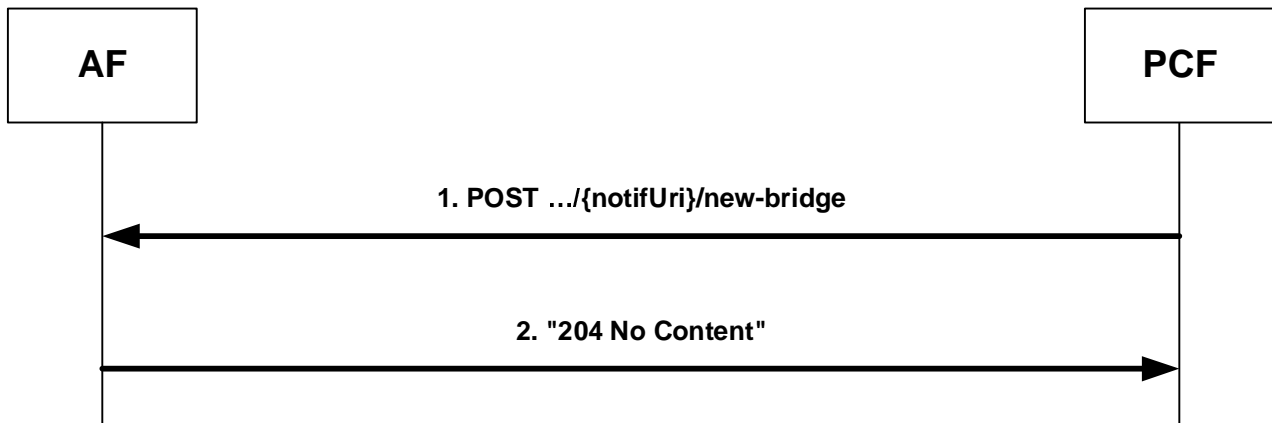 AF
PCF
1. POST …/{notifUri}/new-bridge
2. "204 No Content"